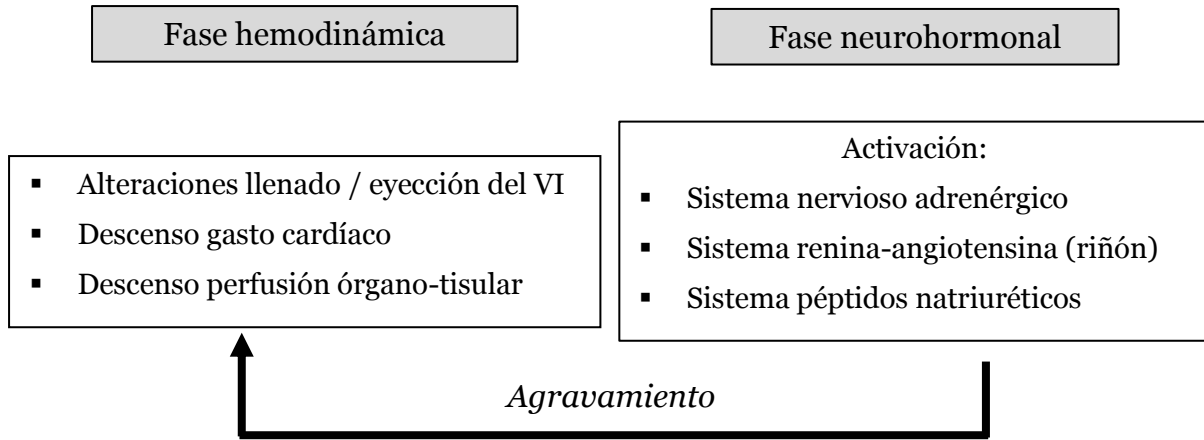 Fase hemodinámica
Fase neurohormonal
▪ Alteraciones llenado / eyección del VI
▪ Descenso gasto cardíaco
▪ Descenso perfusión órgano-tisular
Activación:
▪ Sistema nervioso adrenérgico
▪ Sistema renina-angiotensina (riñón)
▪ Sistema péptidos natriuréticos
Agravamiento